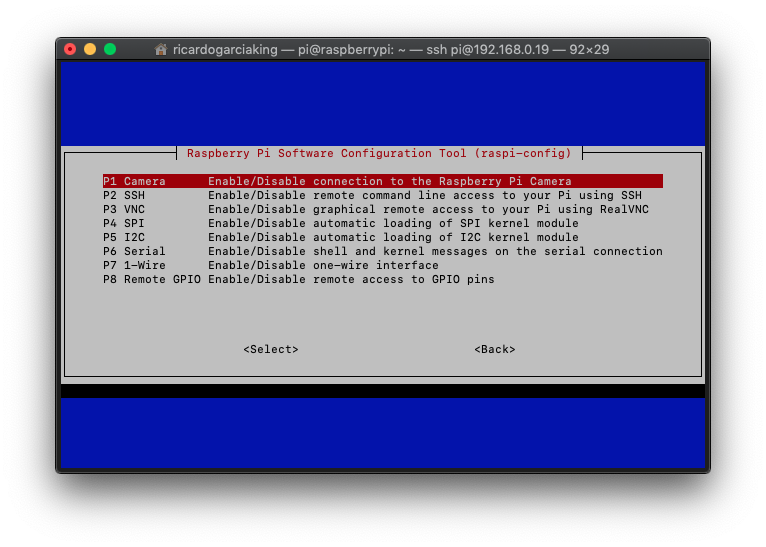 ricardogarciaking — pi@raspberrypi: ~ — ssh pi@192.168.0.19 — 92×29
Raspberry Pi Software Configuration Tool (raspi-config)
P1 Camera Enable/Disable connection to the Raspberry Pi Camera
P2 SSH Enable/Disable remote command line access to your Pi using SSH
P3 VNC Enable/Disable graphical remote access to your Pi using RealVNC
P4 SPI Enable/Disable automatic loading of SPI kernel module
P5 I2C Enable/Disable automatic loading of I2C kernel module
P6 Serial Enable/Disable shell and kernel messages on the serial connection
P7 1-Wire Enable/Disable one-wire interface
P8 Remote GPIO Enable/Disable remote access to GPIO pins
<Select> <Back>